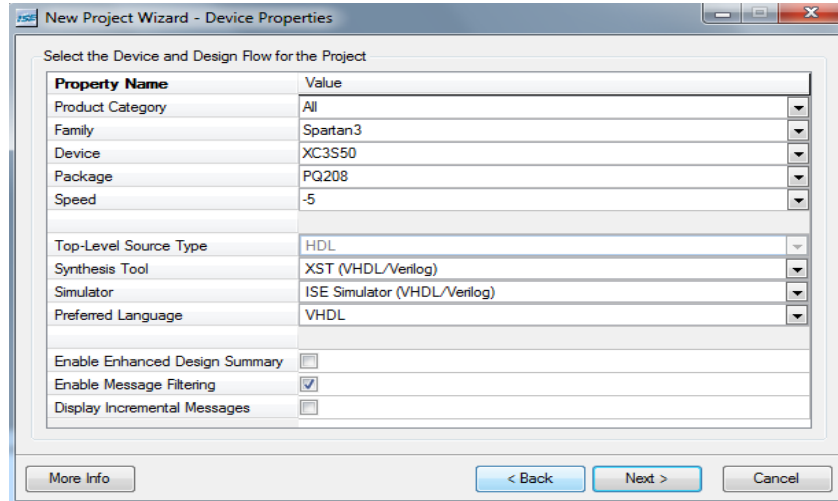 ISE New Project Wizard - Device Properties
Select the Device and Design Flow for the Project
Property Name Value
Product Category All
Family Spartan3
Device XC3S50
Package PQ208
Speed -5
Top-Level Source Type HDL
Synthesis Tool XST (VHDL/Verilog)
Simulator ISE Simulator (VHDL/Verilog)
Preferred Language VHDL
Enable Enhanced Design Summary
Enable Message Filtering
Display Incremental Messages
More Info < Back Next > Cancel